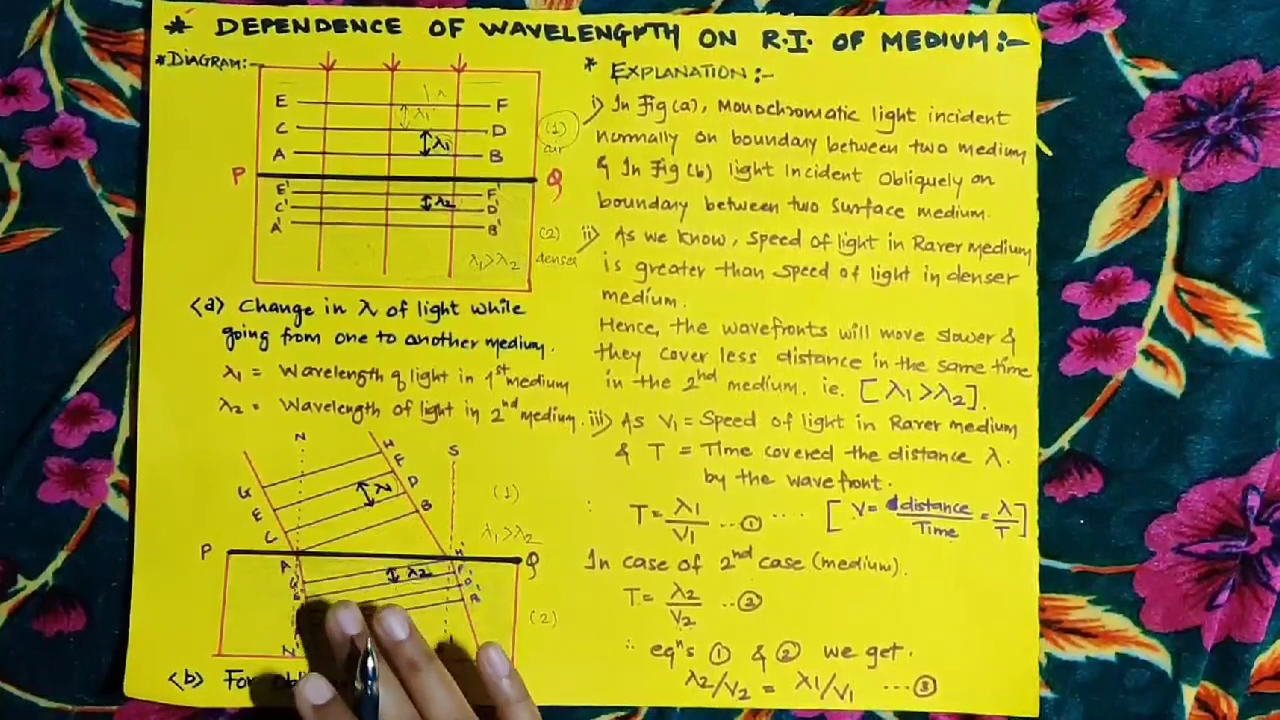 * DEPENDENCE OF WAVELENGPTH ON R.I. OF MEDIUM:-
* DIAGRAM:-
E F
λ1
C D
(1)
air
λ1
A B
P Q
E' F'
C' λ2 D'
A' B'
(2)
denser
λ1>λ2
(a) Change in λ of light while
going from one to another medium.
λ1 = Wavelength of light in 1st medium
λ2 = Wavelength of light in 2nd medium.
N H S
F
G D
λ1
E B
(1)
C
λ1>λ2
P Q
A H'
λ2
(2)
N'
(b) For
* EXPLANATION:-
i) In Fig(a), Monochromatic light incident
normally on boundary between two medium
& In Fig(b) light Incident Obliquely on
boundary between two surface medium.
ii) As we know, Speed of light in Rarer medium
is greater than speed of light in denser
medium.
Hence, the wavefronts will move slower &
they cover less distance in the same time
in the 2nd medium. ie. [λ1>λ2].
iii) As V1 = Speed of light in Rarer medium
& T = Time covered the distance λ.
by the wavefront.
∴ T = λ1/V1 ...① .... [V = distance/Time = λ/T]
In case of 2nd case (medium).
T = λ2/V2 ...②
∴ eqns ① & ② we get.
λ2/V2 = λ1/V1 ....③